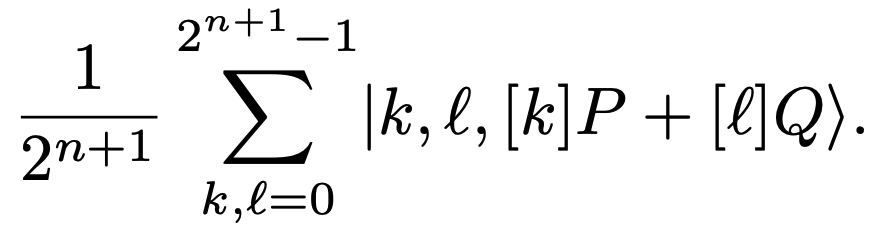 \frac{1}{2^{n+1}} \sum_{k,\ell=0}^{2^{n+1}-1} |k, \ell, [k]P + [\ell]Q\rangle.